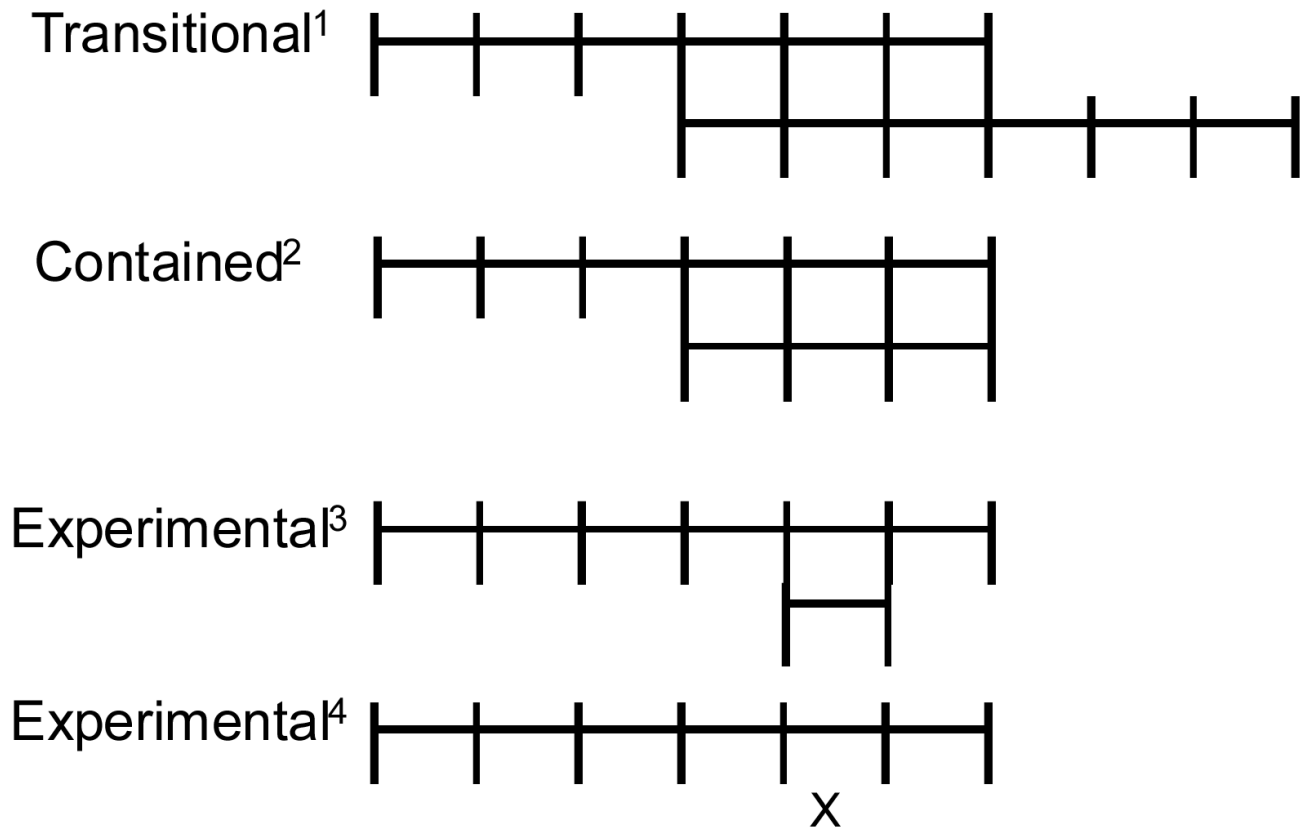 Transitional¹
Contained²
Experimental³
Experimental⁴
X